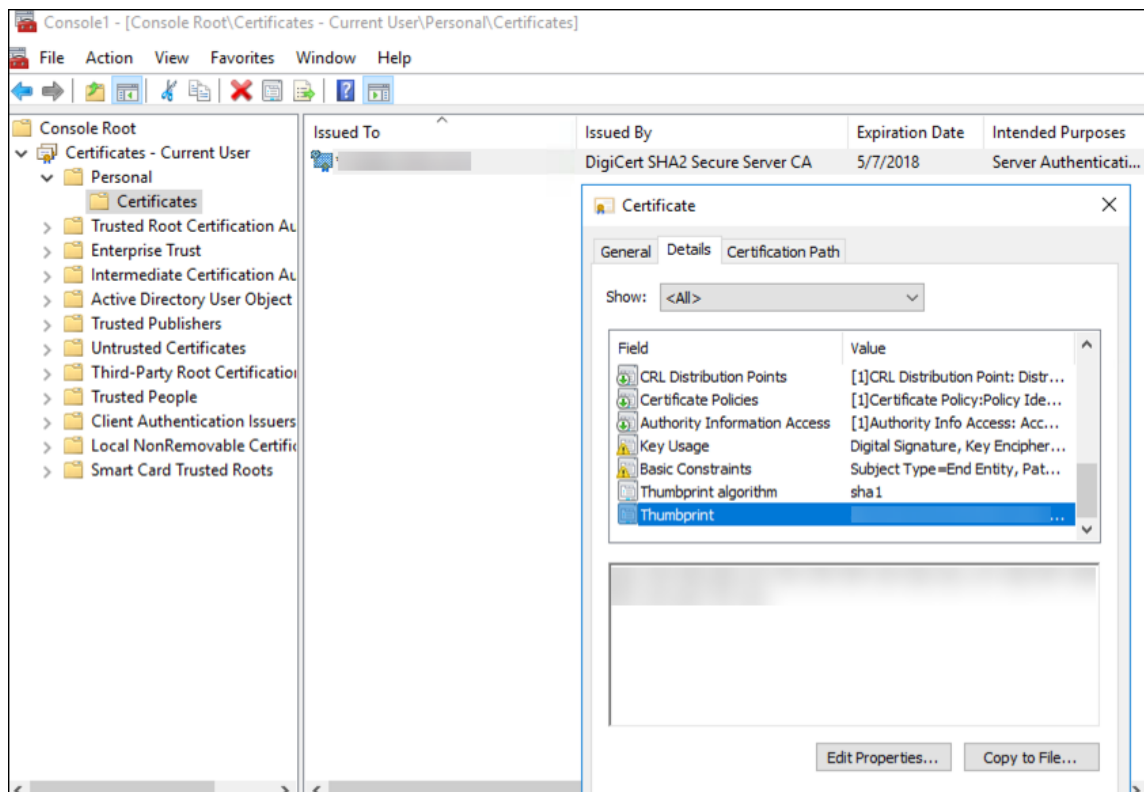 Console1 - [Console Root\Certificates - Current User\Personal\Certificates]
File Action View Favorites Window Help
Console Root
Certificates - Current User
Personal
Certificates
Trusted Root Certification Au
Enterprise Trust
Intermediate Certification Au
Active Directory User Object
Trusted Publishers
Untrusted Certificates
Third-Party Root Certification
Trusted People
Client Authentication Issuers
Local NonRemovable Certific
Smart Card Trusted Roots
Issued To Issued By Expiration Date Intended Purposes
DigiCert SHA2 Secure Server CA 5/7/2018 Server Authenticati...
Certificate
General Details Certification Path
Show: <All>
Field Value
CRL Distribution Points [1]CRL Distribution Point: Distr...
Certificate Policies [1]Certificate Policy:Policy Ide...
Authority Information Access [1]Authority Info Access: Acc...
Key Usage Digital Signature, Key Encipher...
Basic Constraints Subject Type=End Entity, Pat...
Thumbprint algorithm sha1
Thumbprint ...
Edit Properties... Copy to File...